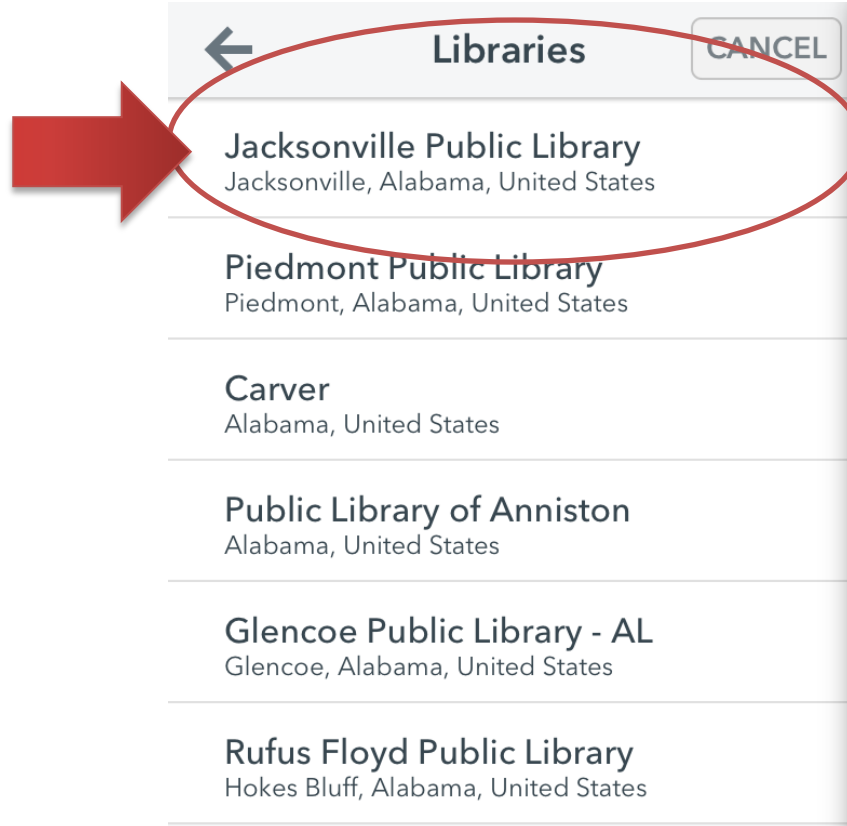 Libraries CANCEL
Jacksonville Public Library
Jacksonville, Alabama, United States
Piedmont Public Library
Piedmont, Alabama, United States
Carver
Alabama, United States
Public Library of Anniston
Alabama, United States
Glencoe Public Library - AL
Glencoe, Alabama, United States
Rufus Floyd Public Library
Hokes Bluff, Alabama, United States